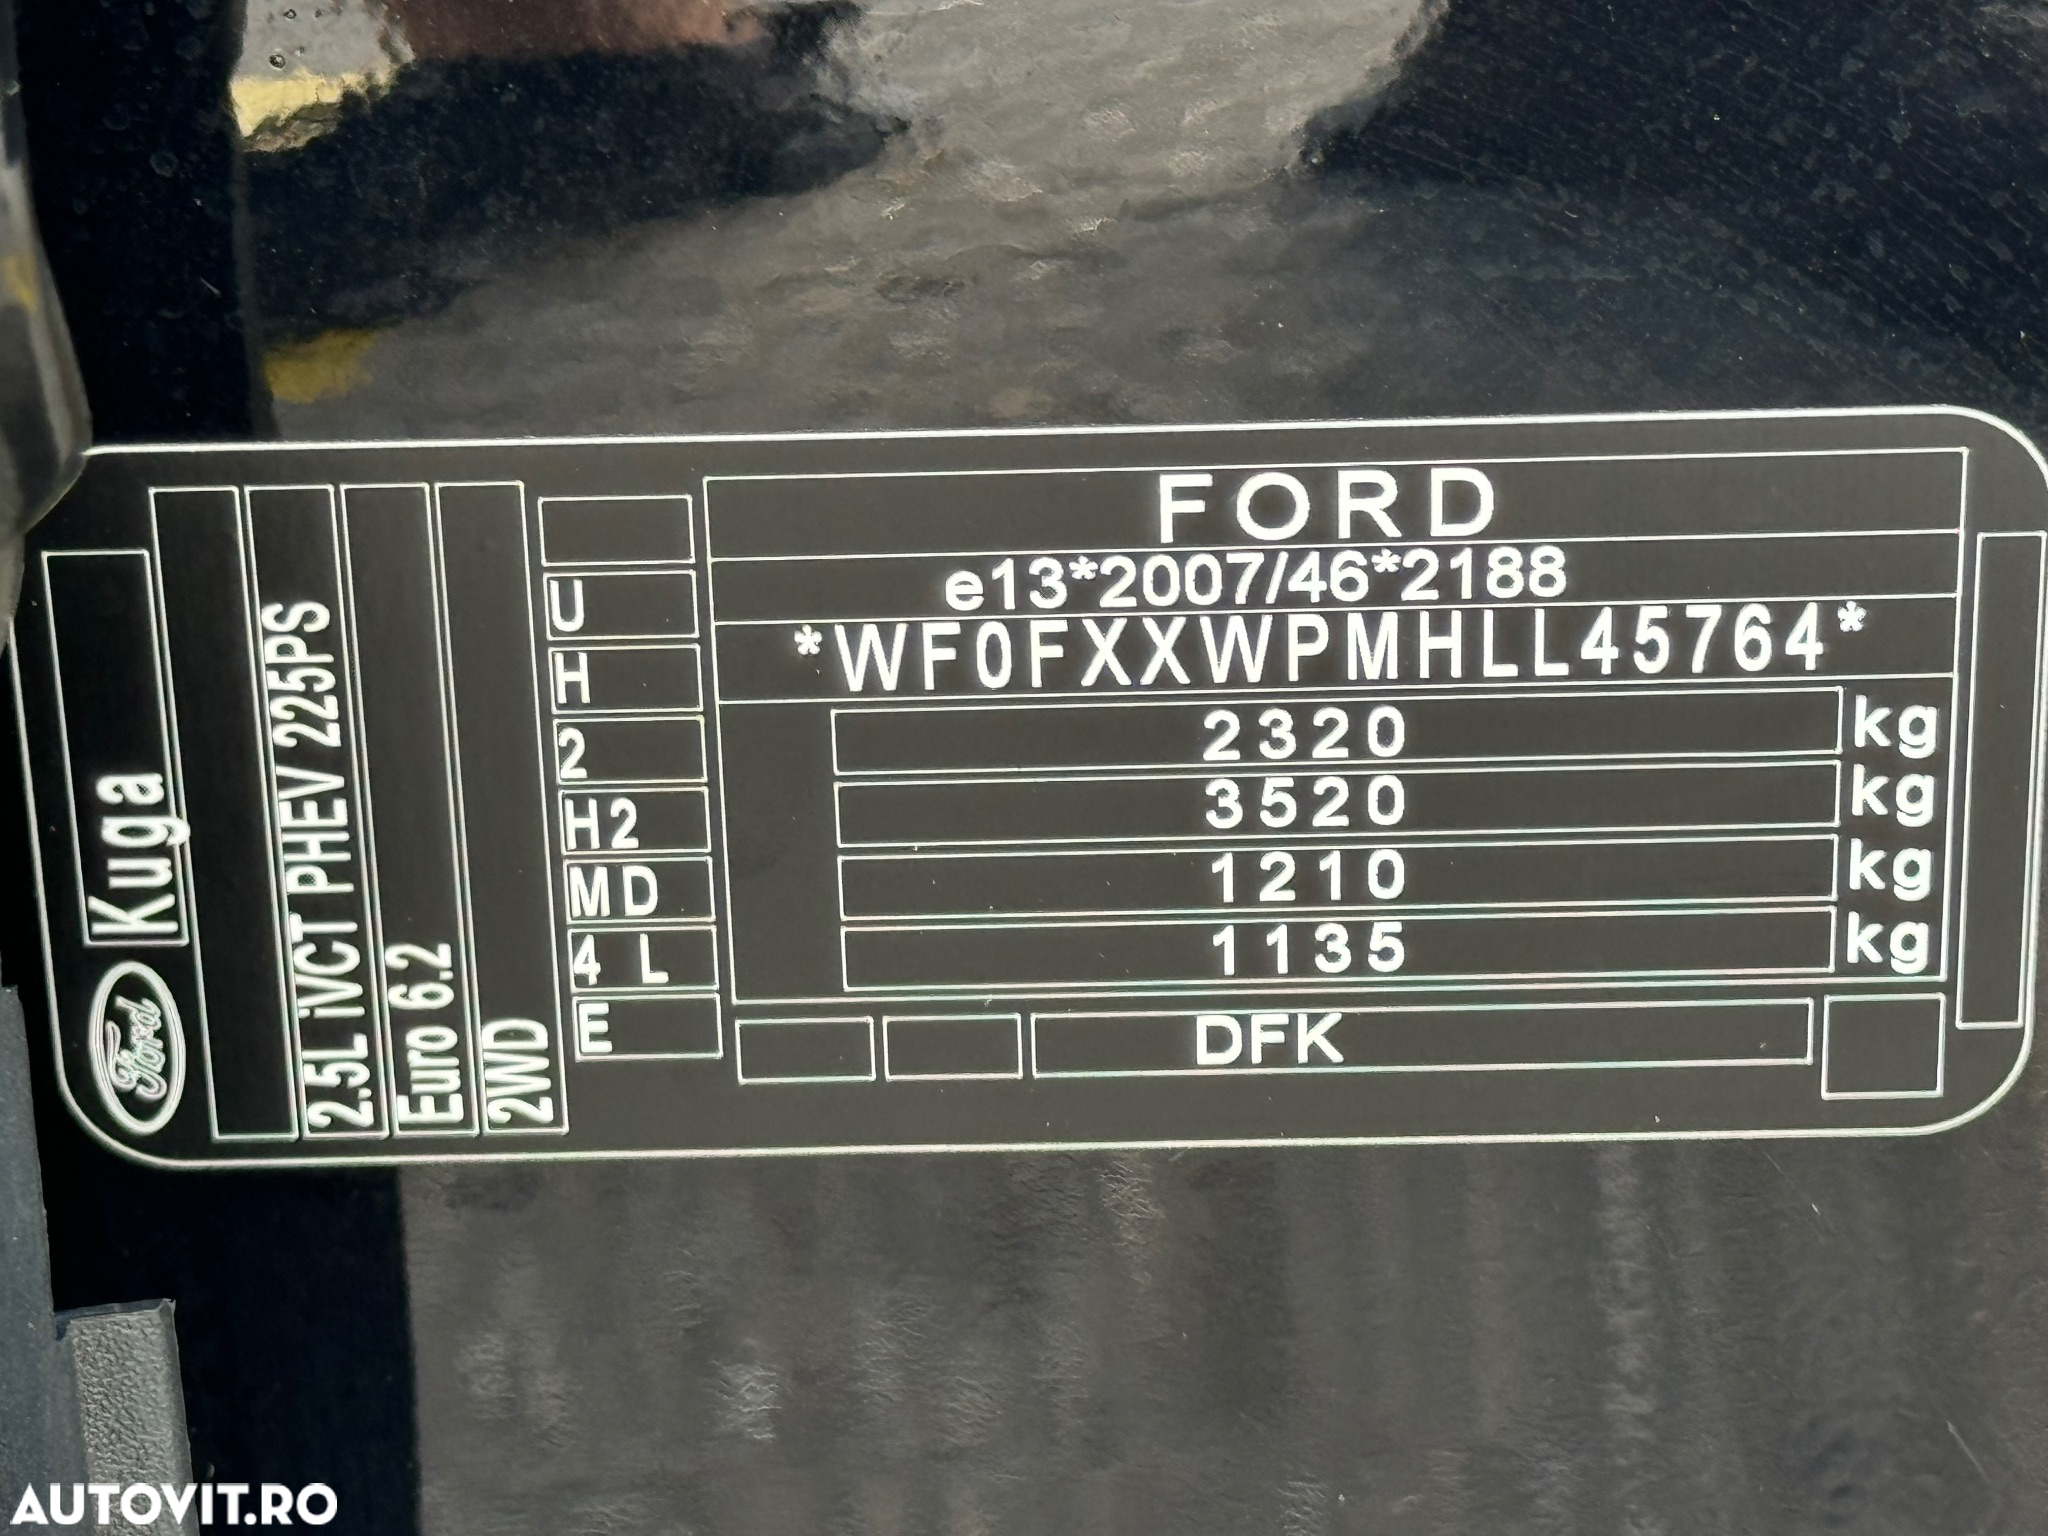 FORD
e13*2007/46*2188
*WF0FXXWPMHLL45764*
2320 kg
3520 kg
1210 kg
1135 kg
DFK
U
H
2
H2
MD
4 L
E
Ford Kuga
2.5L iVCT PHEV 225PS
Euro 6.2
2WD
AUTOVIT.RO